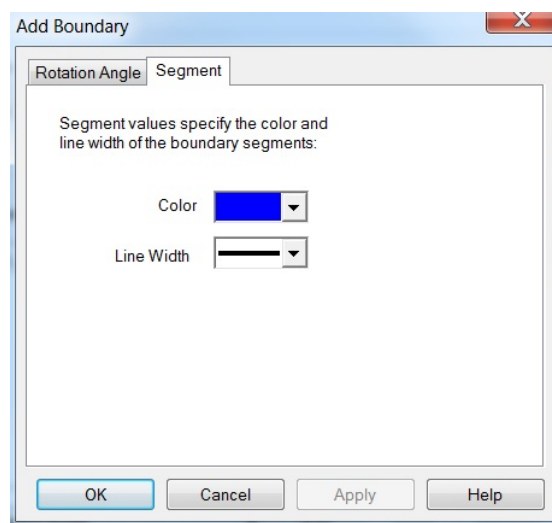 Add Boundary
Rotation Angle Segment
Segment values specify the color and
line width of the boundary segments:
Color
Line Width
OK Cancel Apply Help